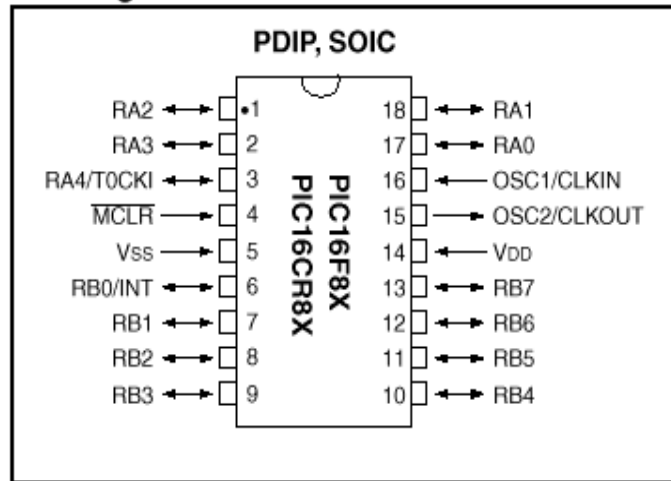 PDIP, SOIC
RA2 •1 18 RA1
RA3 2 17 RA0
RA4/T0CKI 3 16 OSC1/CLKIN
MCLR 4 15 OSC2/CLKOUT
VSS 5 14 VDD
RB0/INT 6 13 RB7
RB1 7 12 RB6
RB2 8 11 RB5
RB3 9 10 RB4
PIC16F8X
PIC16CR8X